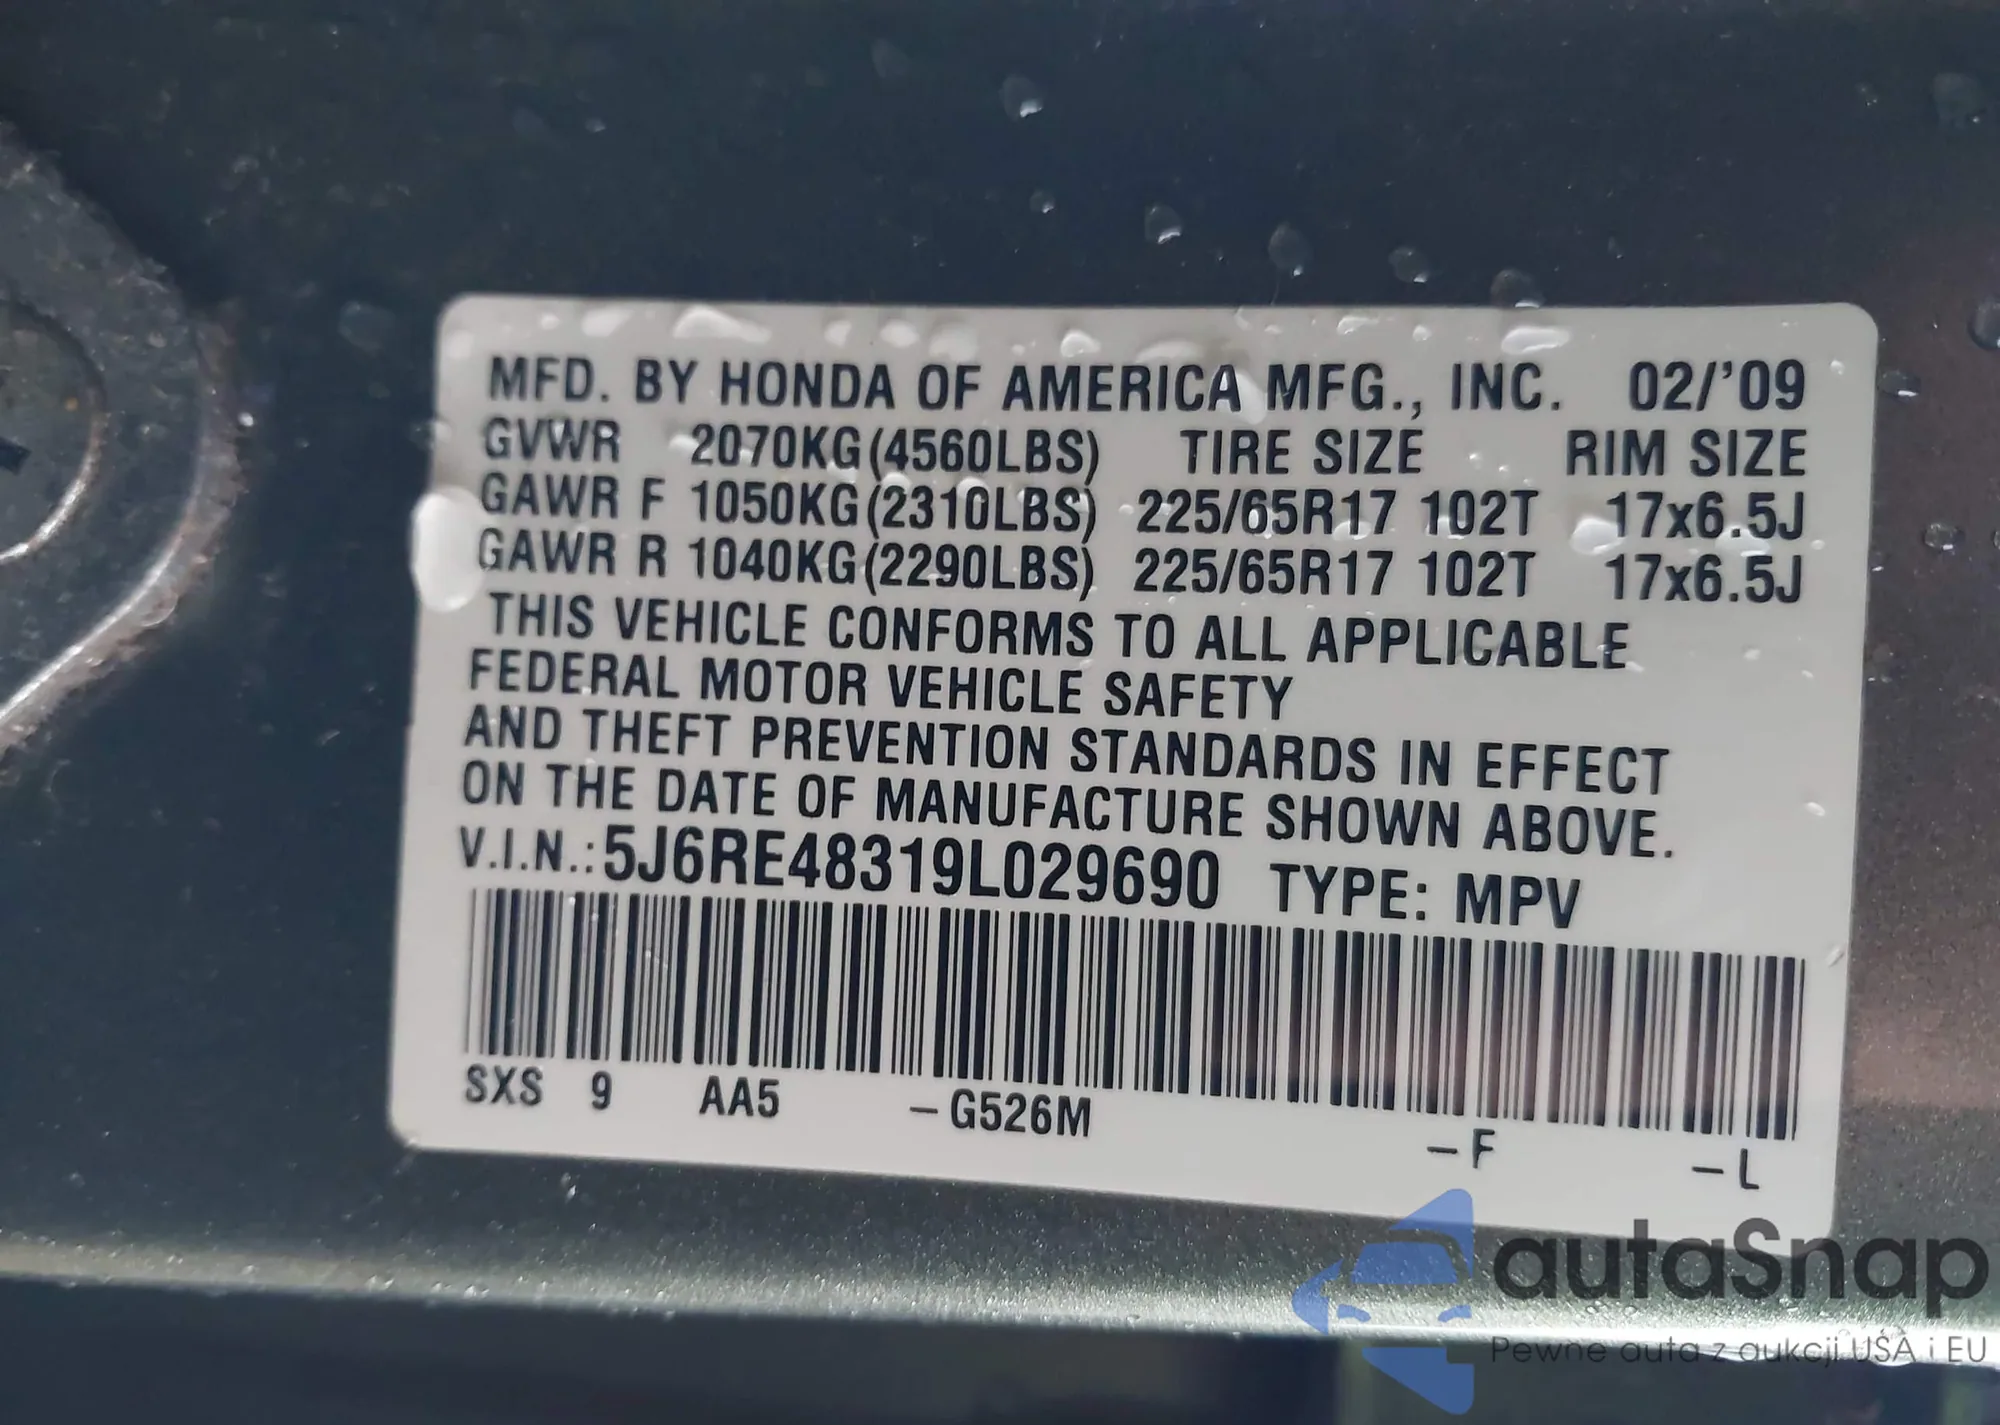 MFD. BY HONDA OF AMERICA MFG., INC. 02/'09
GVWR 2070KG(4560LBS) TIRE SIZE RIM SIZE
GAWR F 1050KG(2310LBS) 225/65R17 102T 17x6.5J
GAWR R 1040KG(2290LBS) 225/65R17 102T 17x6.5J
THIS VEHICLE CONFORMS TO ALL APPLICABLE
FEDERAL MOTOR VEHICLE SAFETY
AND THEFT PREVENTION STANDARDS IN EFFECT
ON THE DATE OF MANUFACTURE SHOWN ABOVE.
V.I.N.:5J6RE48319L029690 TYPE: MPV
SXS 9 AA5 –G526M –F –L
autaSnap
Pewne auta z aukcji USA i EU